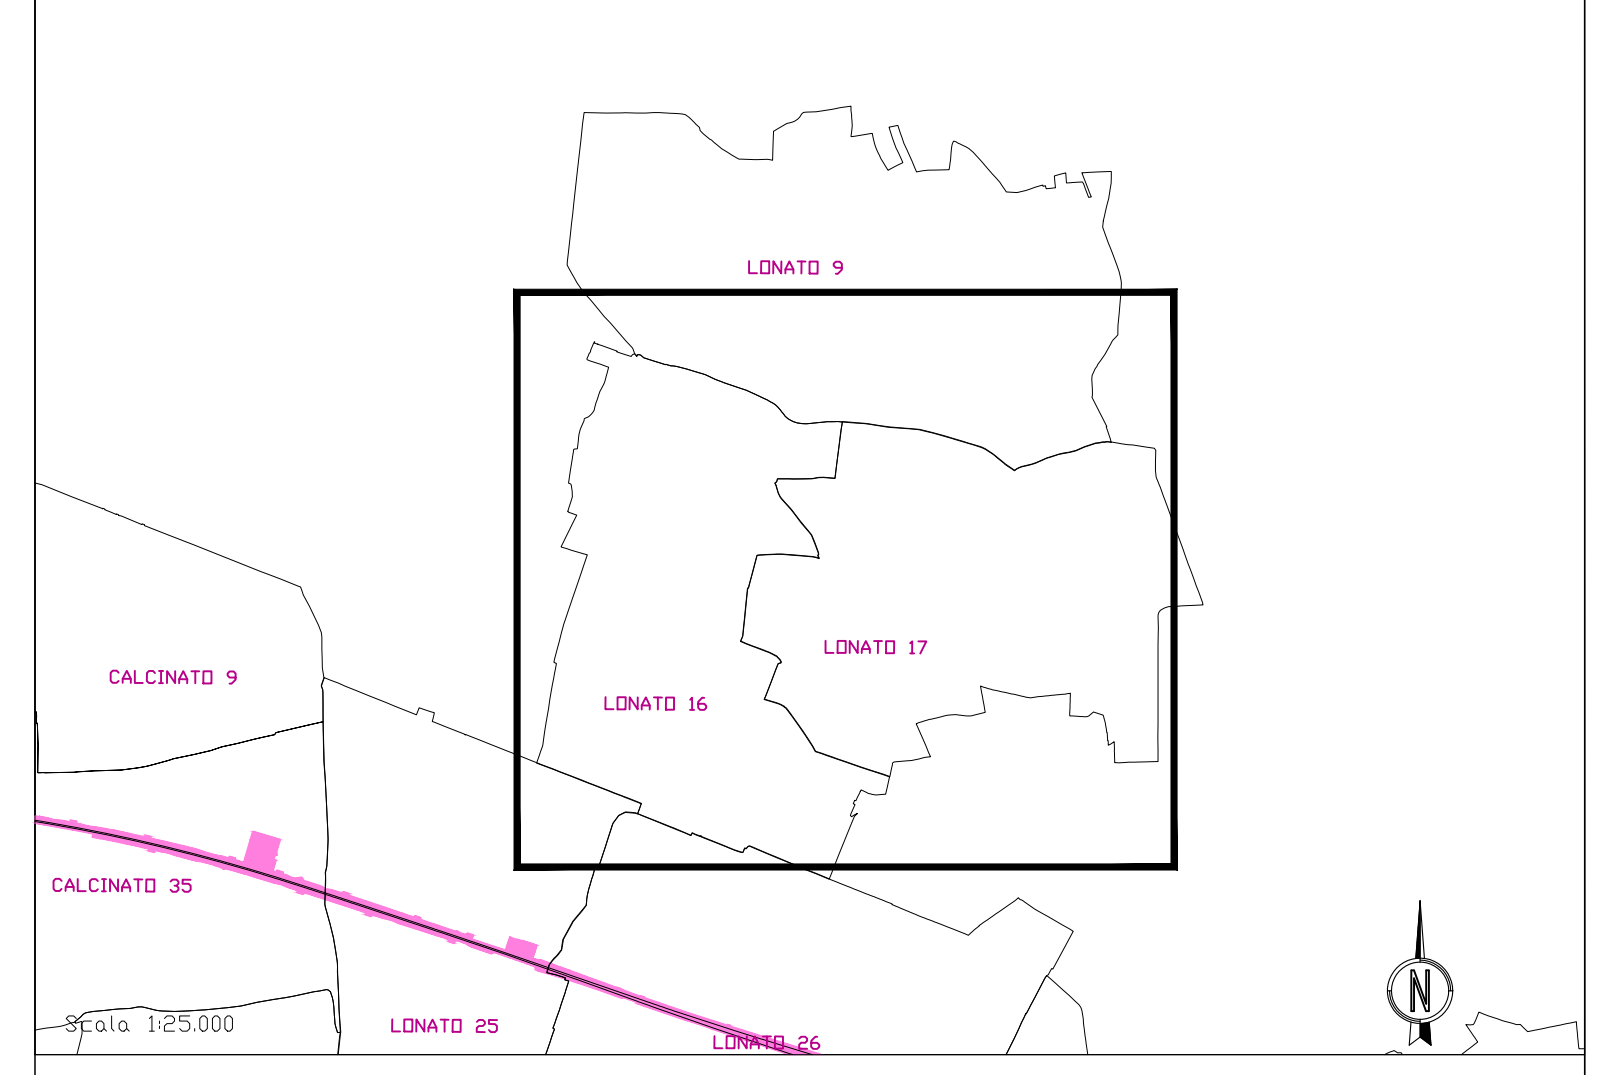 LONATO 9
LONATO 17
CALCINATO 9
LONATO 16
CALCINATO 35
N
Scala 1:25.000
LONATO 25
LONATO 26